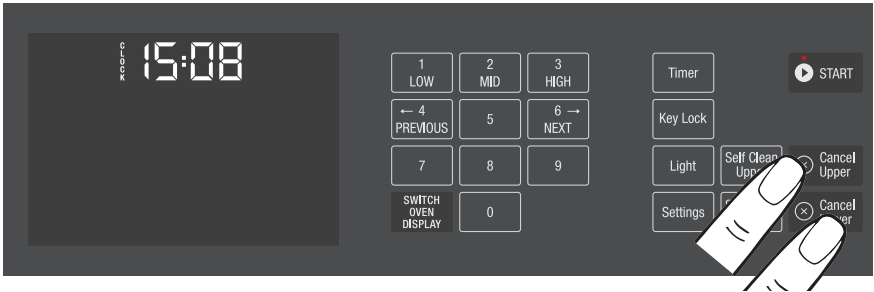 CLOCK 15:08
1
LOW
2
MID
3
HIGH
Timer
START
← 4
PREVIOUS
5
6 →
NEXT
Key Lock
7
8
9
Light
Self Clean
Cancel
Upper
SWITCH
OVEN
DISPLAY
0
Settings
Cancel